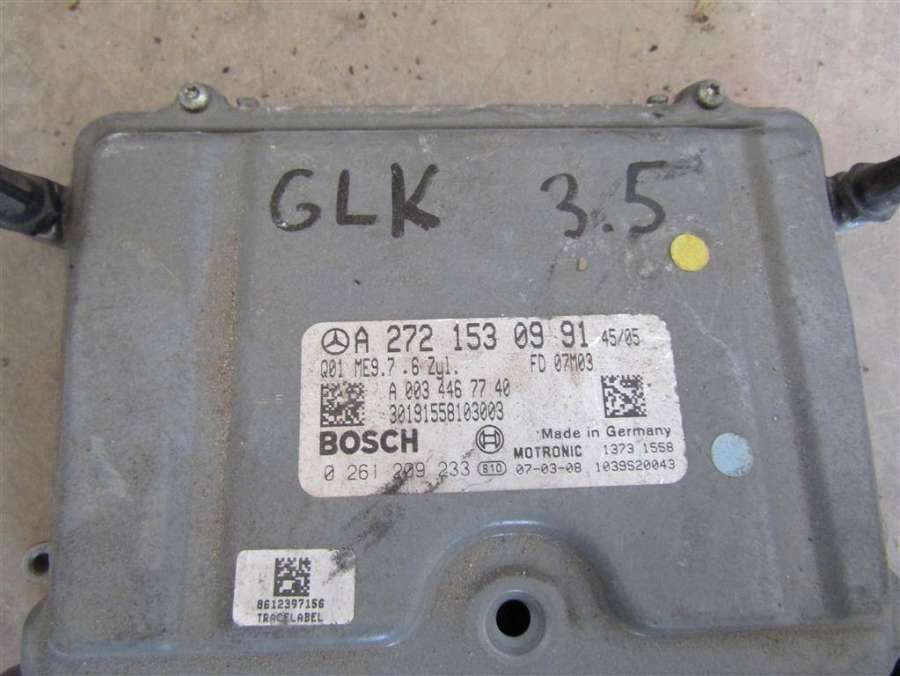 GLK 3.5
A 272 153 09 91 45/05
Q01 ME9.7 .6 Zyl. FD 07M03
A 003 446 77 40
30191558103003
BOSCH Made in Germany
MOTRONIC 1373 1558
0 261 209 233 810 07-03-08 1039S20043
8612397156
TRACELABEL